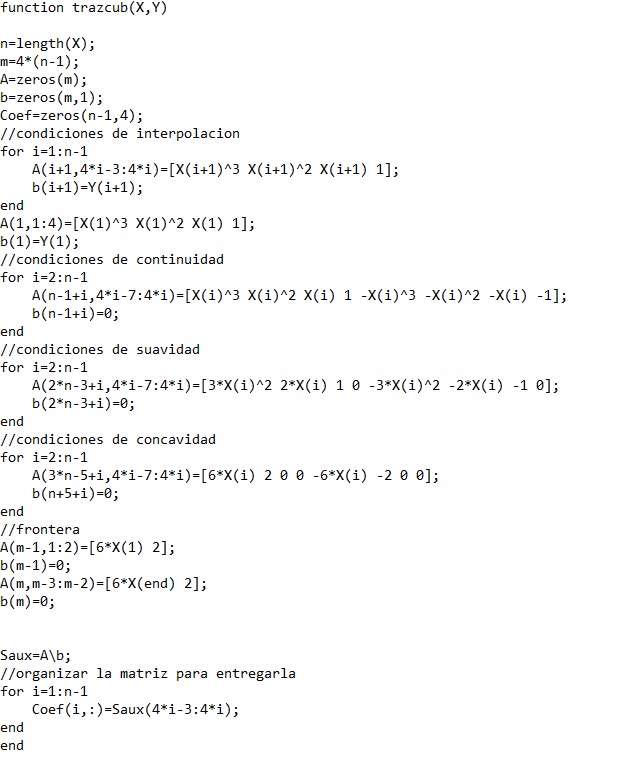 function trazcub(X,Y)
n=length(X);
m=4*(n-1);
A=zeros(m);
b=zeros(m,1);
Coef=zeros(n-1,4);
//condiciones de interpolacion
for i=1:n-1
    A(i+1,4*i-3:4*i)=[X(i+1)^3 X(i+1)^2 X(i+1) 1];
    b(i+1)=Y(i+1);
end
A(1,1:4)=[X(1)^3 X(1)^2 X(1) 1];
b(1)=Y(1);
//condiciones de continuidad
for i=2:n-1
    A(n-1+i,4*i-7:4*i)=[X(i)^3 X(i)^2 X(i) 1 -X(i)^3 -X(i)^2 -X(i) -1];
    b(n-1+i)=0;
end
//condiciones de suavidad
for i=2:n-1
    A(2*n-3+i,4*i-7:4*i)=[3*X(i)^2 2*X(i) 1 0 -3*X(i)^2 -2*X(i) -1 0];
    b(2*n-3+i)=0;
end
//condiciones de concavidad
for i=2:n-1
    A(3*n-5+i,4*i-7:4*i)=[6*X(i) 2 0 0 -6*X(i) -2 0 0];
    b(n+5+i)=0;
end
//frontera
A(m-1,1:2)=[6*X(1) 2];
b(m-1)=0;
A(m,m-3:m-2)=[6*X(end) 2];
b(m)=0;
Saux=A\b;
//organizar la matriz para entregarla
for i=1:n-1
    Coef(i,:)=Saux(4*i-3:4*i);
end
end